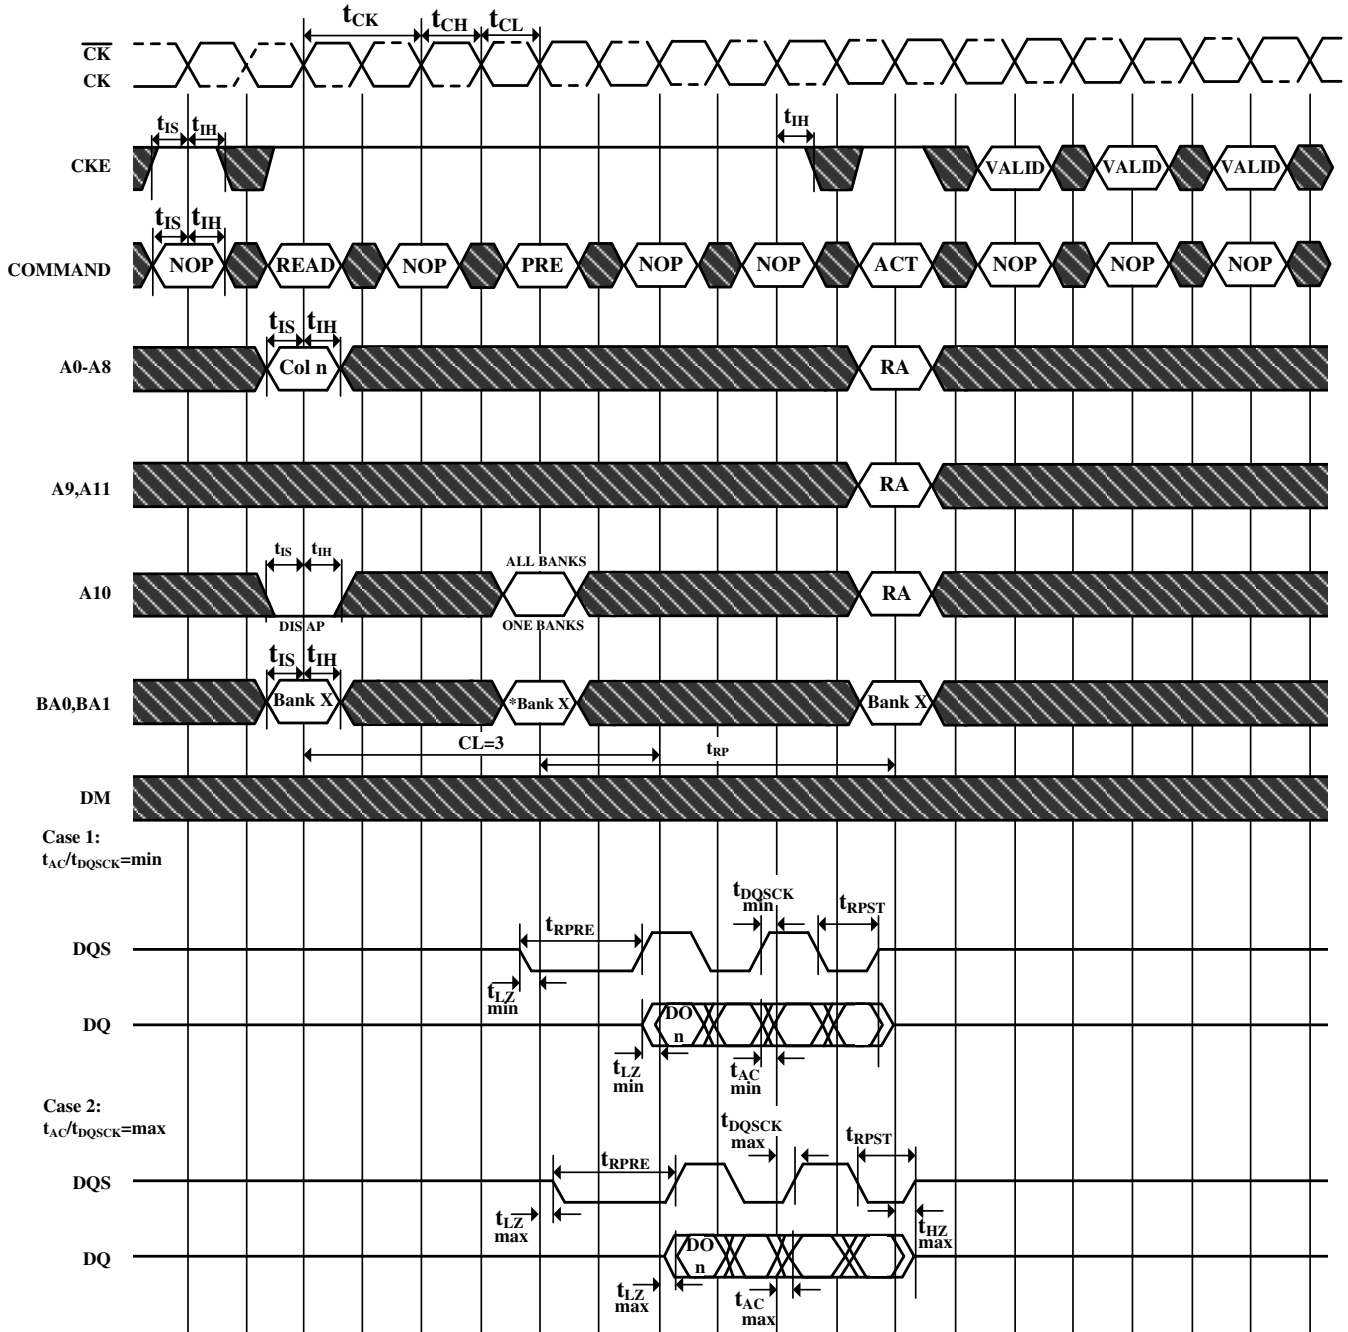 tCK tCH tCL
CK
CK
tIS tIH tIH
CKE VALID VALID VALID
tIS tIH
COMMAND NOP READ NOP PRE NOP NOP ACT NOP NOP NOP
tIS tIH
A0-A8 Col n RA
A9,A11 RA
tIS tIH ALL BANKS
A10 RA
DIS AP ONE BANKS
tIS tIH
BA0,BA1 Bank X *Bank X Bank X
CL=3 tRP
DM
Case 1:
tAC/tDQSCK=min
tDQSCK min tRPST
tRPRE
DQS
tLZ min
DQ DO n
tLZ min tAC min
Case 2:
tAC/tDQSCK=max
tDQSCK max tRPST
tRPRE
DQS
tLZ max tHZ max
DQ DO n
tLZ max tAC max